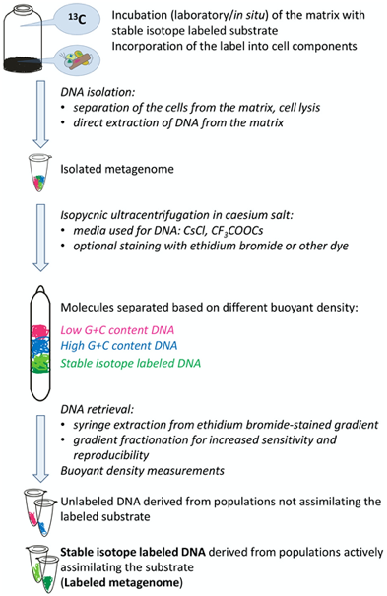 ¹³C
Incubation (laboratory/in situ) of the matrix with
stable isotope labeled substrate
Incorporation of the label into cell components
DNA isolation:
• separation of the cells from the matrix, cell lysis
• direct extraction of DNA from the matrix
Isolated metagenome
Isopycnic ultracentrifugation in caesium salt:
• media used for DNA: CsCl, CF₃COOCs
• optional staining with ethidium bromide or other dye
Molecules separated based on different buoyant density:
Low G+C content DNA
High G+C content DNA
Stable isotope labeled DNA
DNA retrieval:
• syringe extraction from ethidium bromide-stained gradient
• gradient fractionation for increased sensitivity and
reproducibility
Buoyant density measurements
Unlabeled DNA derived from populations not assimilating the
labeled substrate
Stable isotope labeled DNA derived from populations actively
assimilating the substrate
(Labeled metagenome)